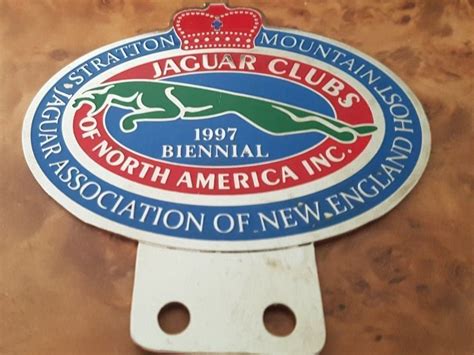 STRATTON MOUNTAIN
JAGUAR CLUBS
1997
BIENNIAL
OF NORTH AMERICA INC.
JAGUAR ASSOCIATION OF NEW ENGLAND HOST